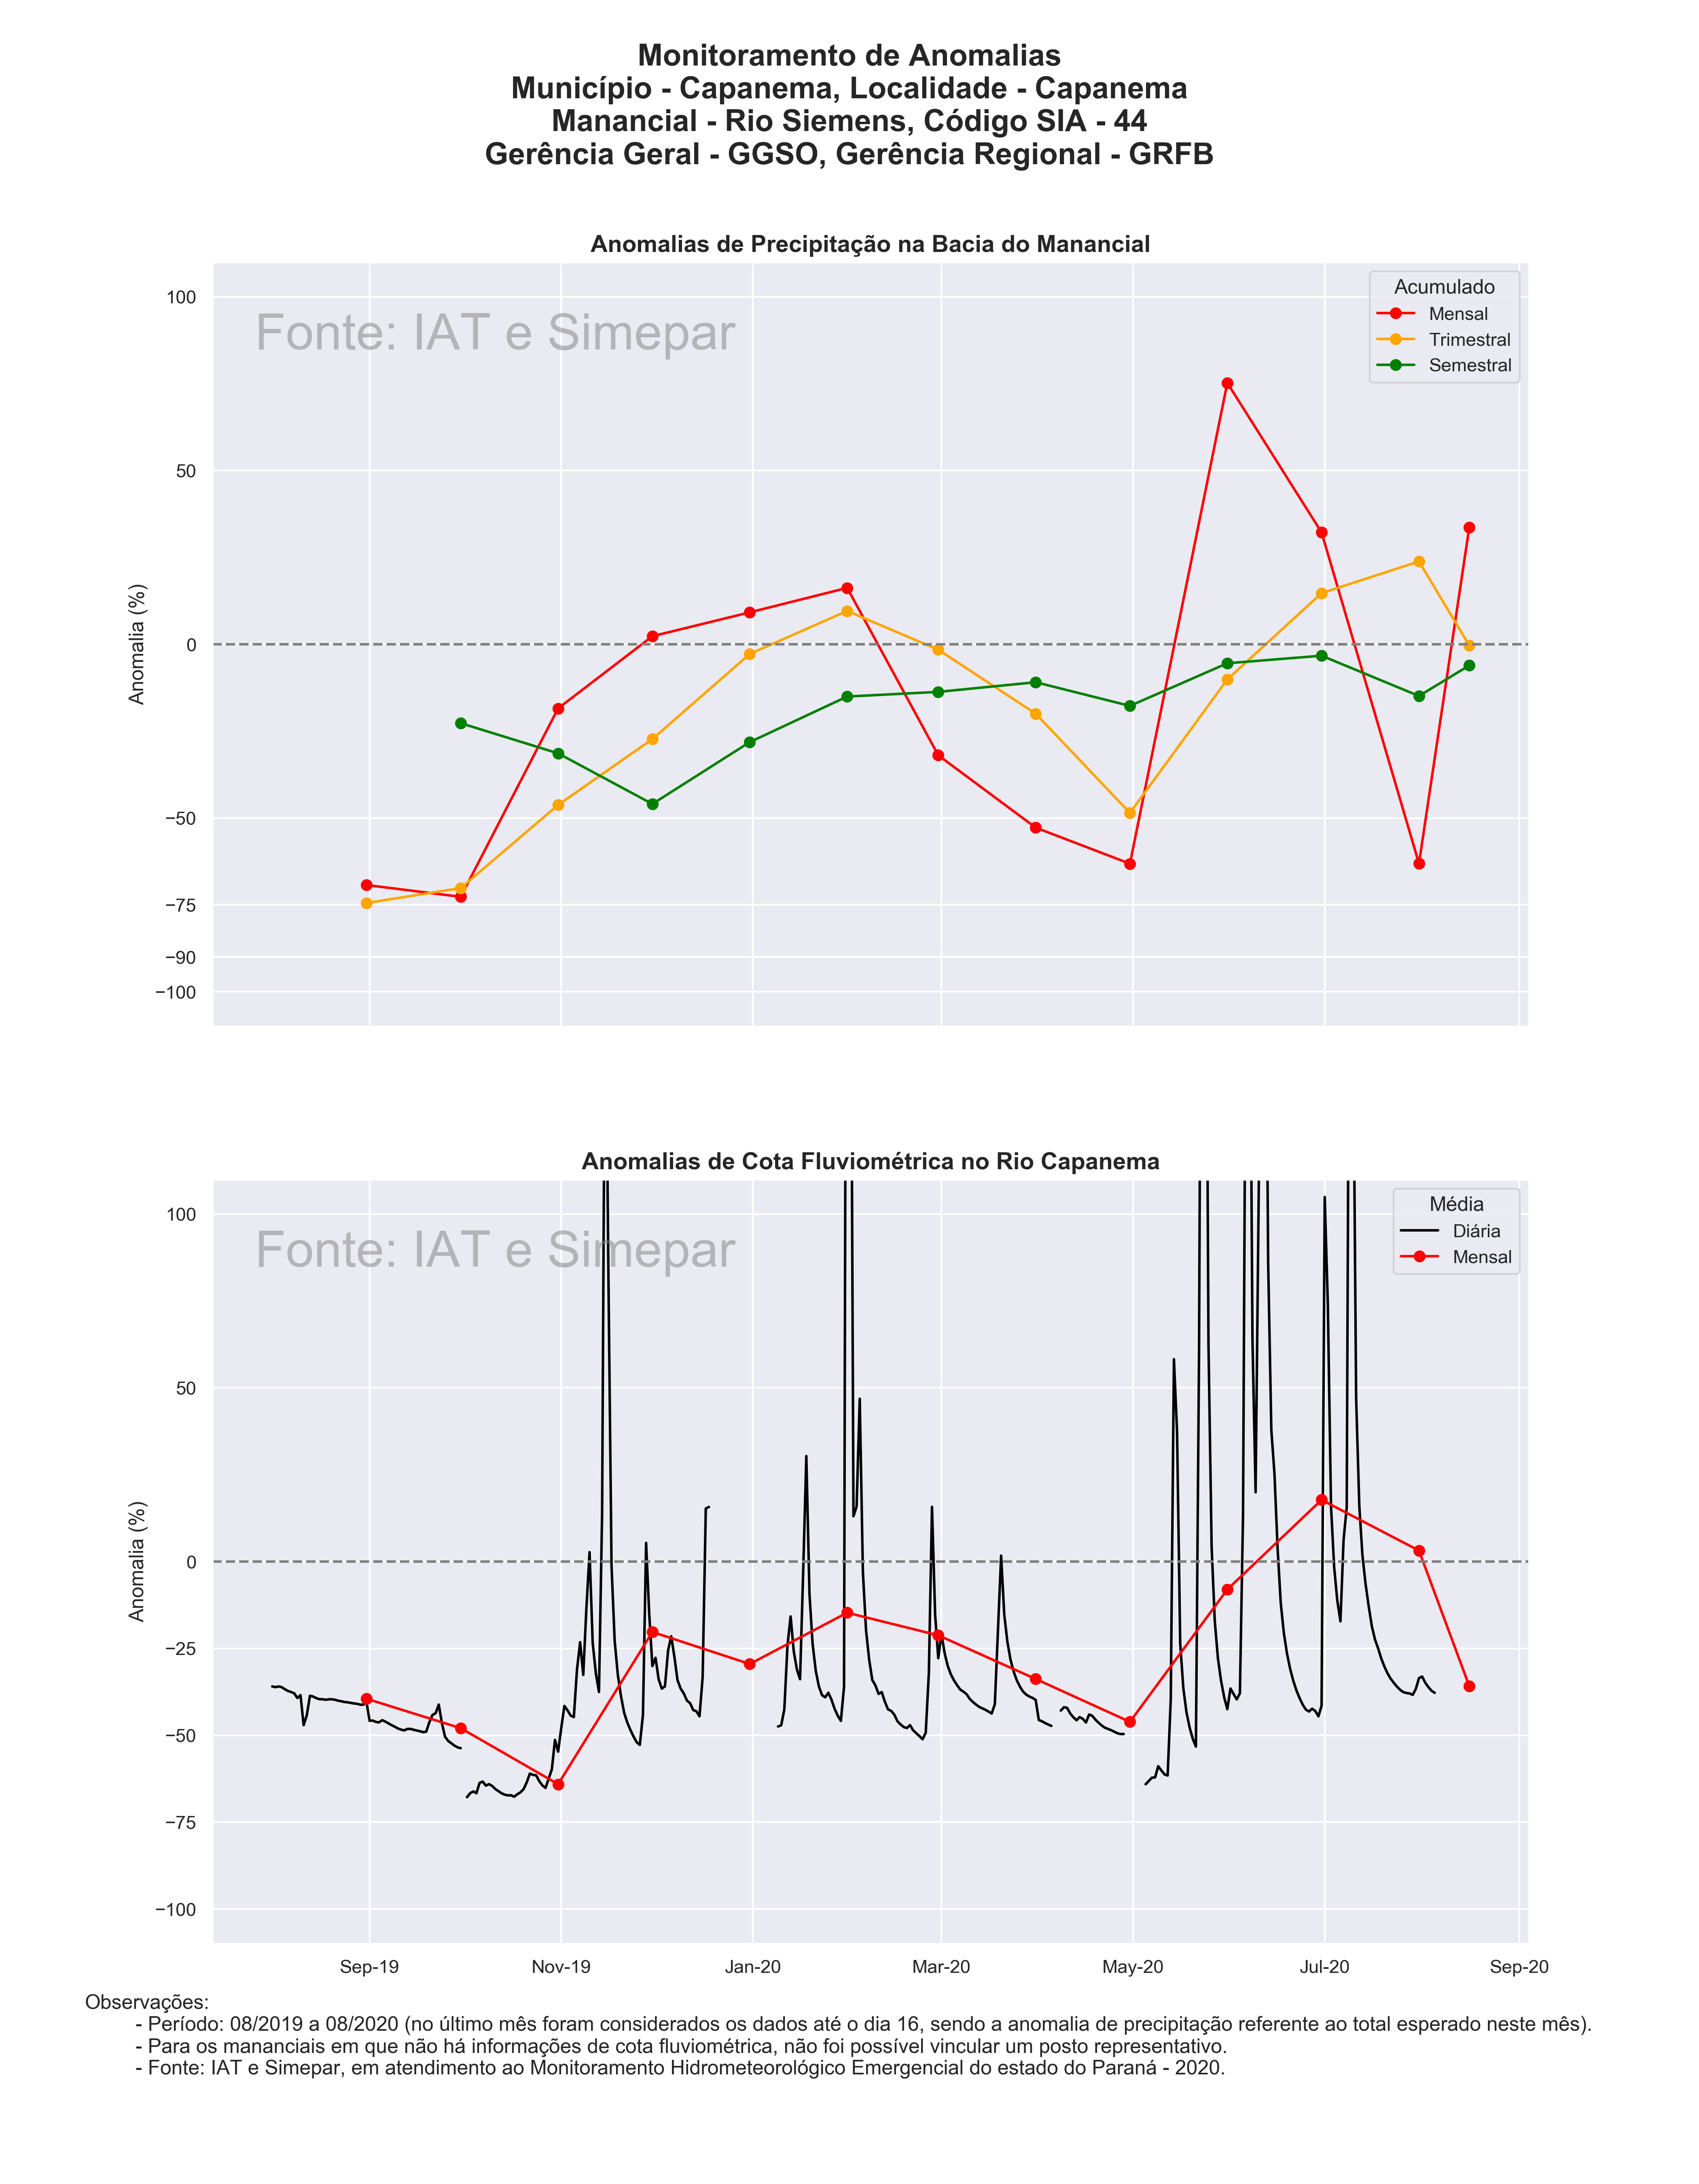 Monitoramento de Anomalias
Município - Capanema, Localidade - Capanema
Manancial - Rio Siemens, Código SIA - 44
Gerência Geral - GGSO, Gerência Regional - GRFB
Anomalias de Precipitação na Bacia do Manancial
Fonte: IAT e Simepar
Acumulado
Mensal
Trimestral
Semestral
Anomalia (%)
100
50
0
−50
−75
−90
−100
Anomalias de Cota Fluviométrica no Rio Capanema
Fonte: IAT e Simepar
Média
Diária
Mensal
Anomalia (%)
100
50
0
−25
−50
−75
−100
Sep-19 Nov-19 Jan-20 Mar-20 May-20 Jul-20 Sep-20
Observações:
- Período: 08/2019 a 08/2020 (no último mês foram considerados os dados até o dia 16, sendo a anomalia de precipitação referente ao total esperado neste mês).
- Para os mananciais em que não há informações de cota fluviométrica, não foi possível vincular um posto representativo.
- Fonte: IAT e Simepar, em atendimento ao Monitoramento Hidrometeorológico Emergencial do estado do Paraná - 2020.